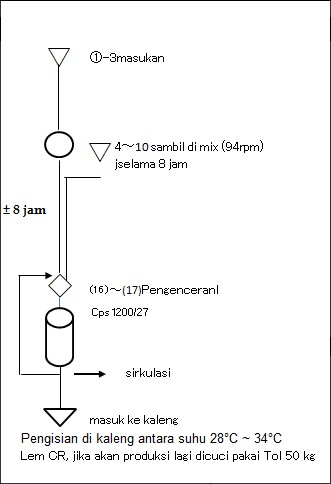 ①-3masukan
4～10 sambil di mix (94rpm)
jselama 8 jam
± 8 jam
(16)～(17)Pengenceranl
Cps 1200/27
sirkulasi
masuk ke kaleng
Pengisian di kaleng antara suhu 28°C ~ 34°C
Lem CR, jika akan produksi lagi dicuci pakai Tol 50 kg